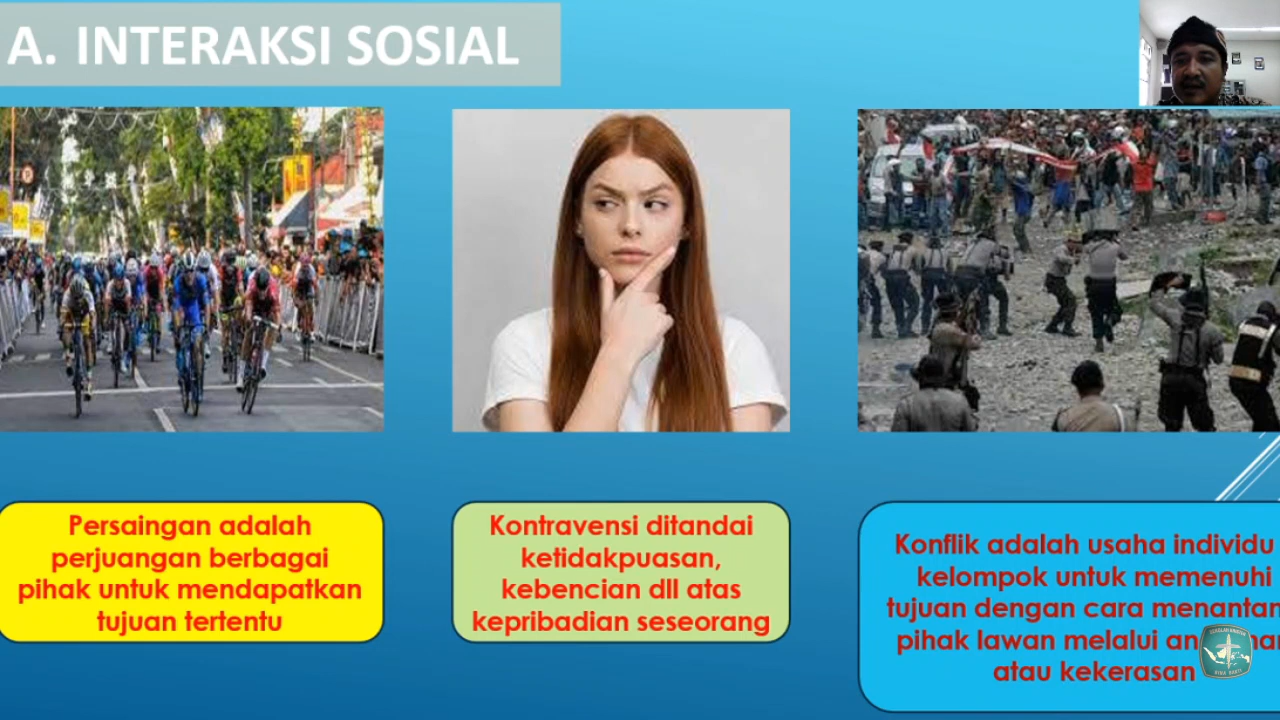 A. INTERAKSI SOSIAL
Persaingan adalah
perjuangan berbagai
pihak untuk mendapatkan
tujuan tertentu
Kontravensi ditandai
ketidakpuasan,
kebencian dll atas
kepribadian seseorang
Konflik adalah usaha individu
kelompok untuk memenuhi
tujuan dengan cara
pihak lawan melalui
atau kekerasan